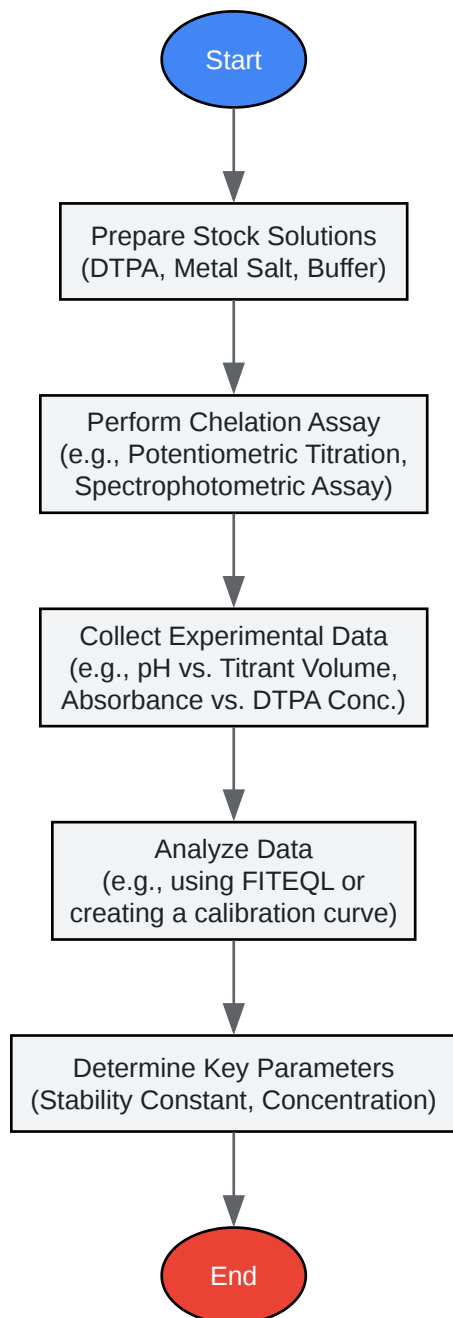 Start
Prepare Stock Solutions
(DTPA, Metal Salt, Buffer)
Perform Chelation Assay
(e.g., Potentiometric Titration,
Spectrophotometric Assay)
Collect Experimental Data
(e.g., pH vs. Titrant Volume,
Absorbance vs. DTPA Conc.)
Analyze Data
(e.g., using FITEQL or
creating a calibration curve)
Determine Key Parameters
(Stability Constant, Concentration)
End